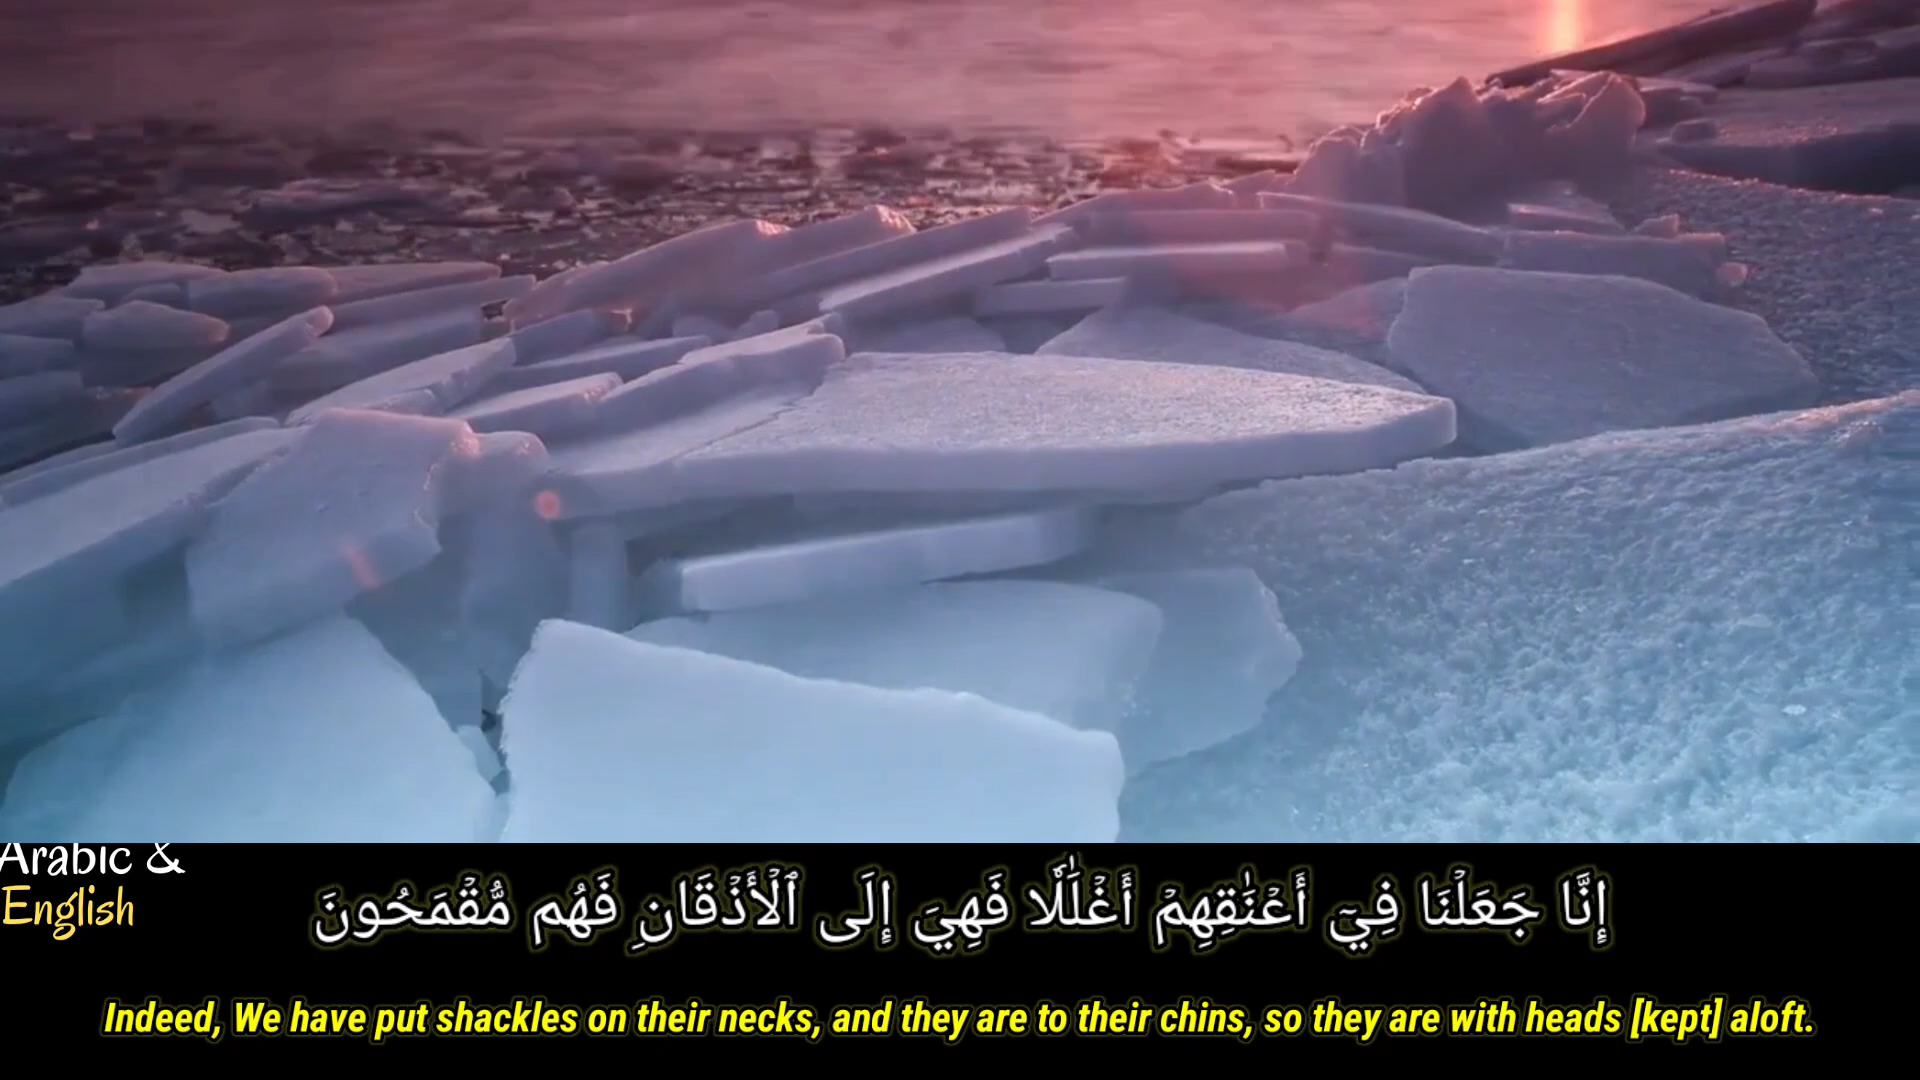 Arabic &
English
إِنَّا جَعَلْنَا فِيٓ أَعْنَٰقِهِمْ أَغْلَٰلًا فَهِيَ إِلَى ٱلْأَذْقَانِ فَهُم مُّقْمَحُونَ
Indeed, We have put shackles on their necks, and they are to their chins, so they are with heads [kept] aloft.